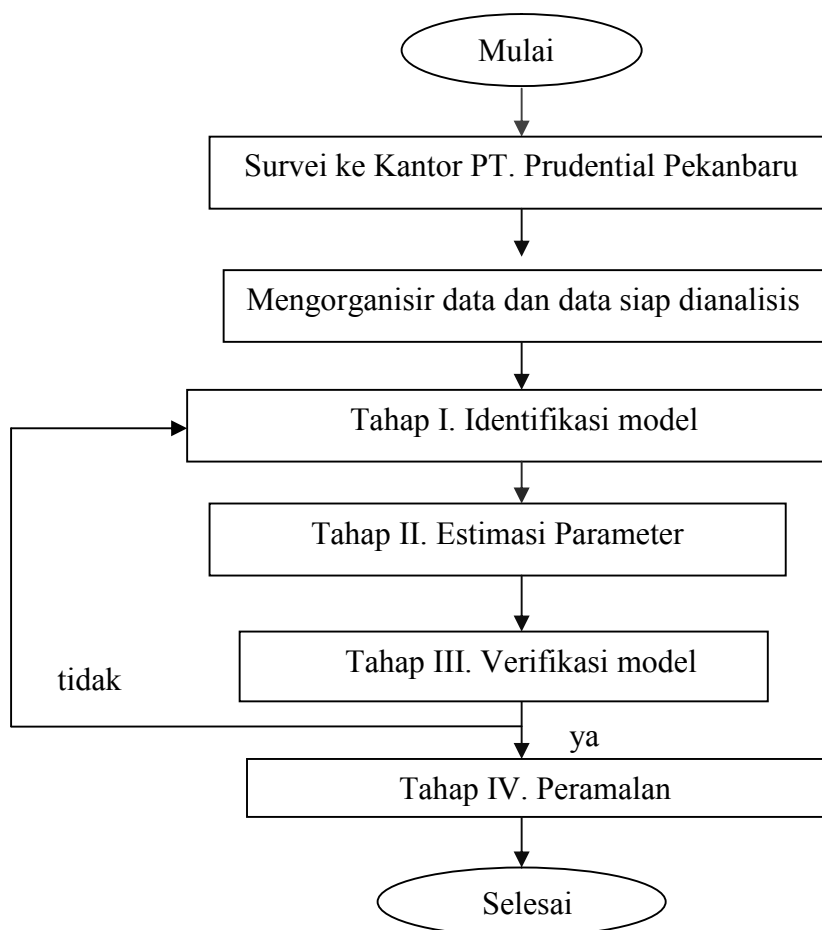 Mulai
Survei ke Kantor PT. Prudential Pekanbaru
Mengorganisir data dan data siap dianalisis
Tahap I. Identifikasi model
Tahap II. Estimasi Parameter
Tahap III. Verifikasi model
tidak
ya
Tahap IV. Peramalan
Selesai